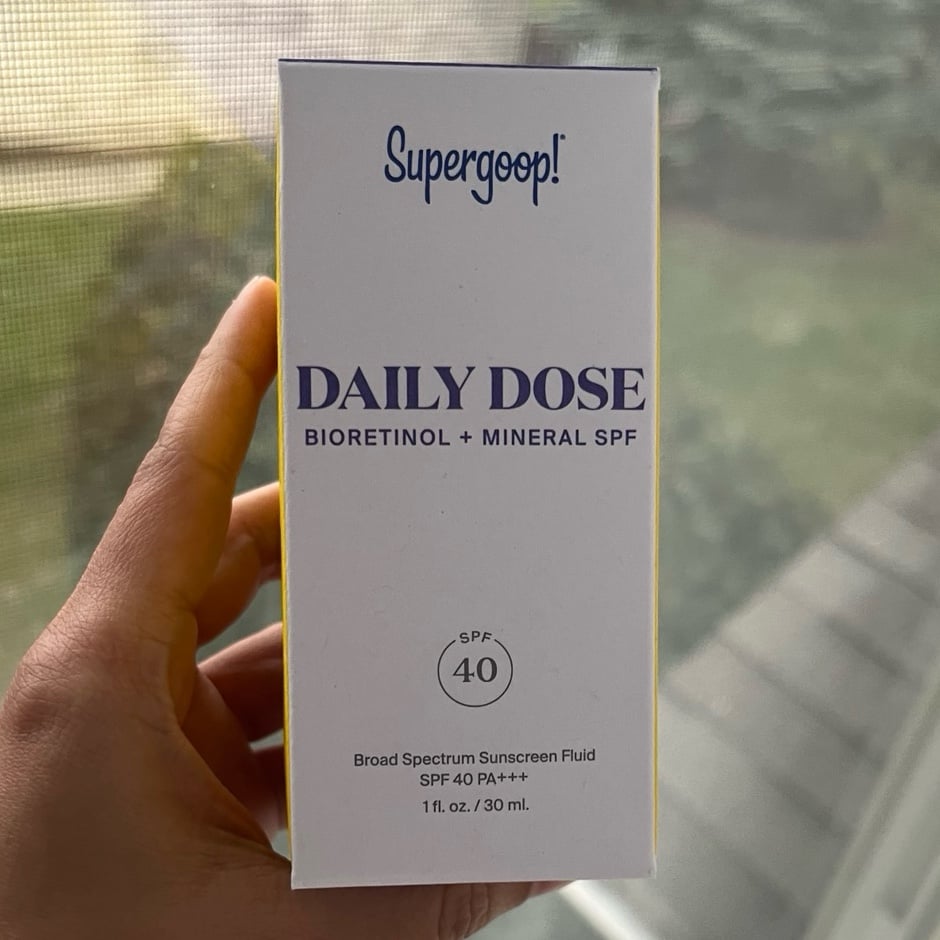 Supergoop!
DAILY DOSE
BIORETINOL + MINERAL SPF
SPF
40
Broad Spectrum Sunscreen Fluid
SPF 40 PA+++
1 fl. oz. / 30 ml.